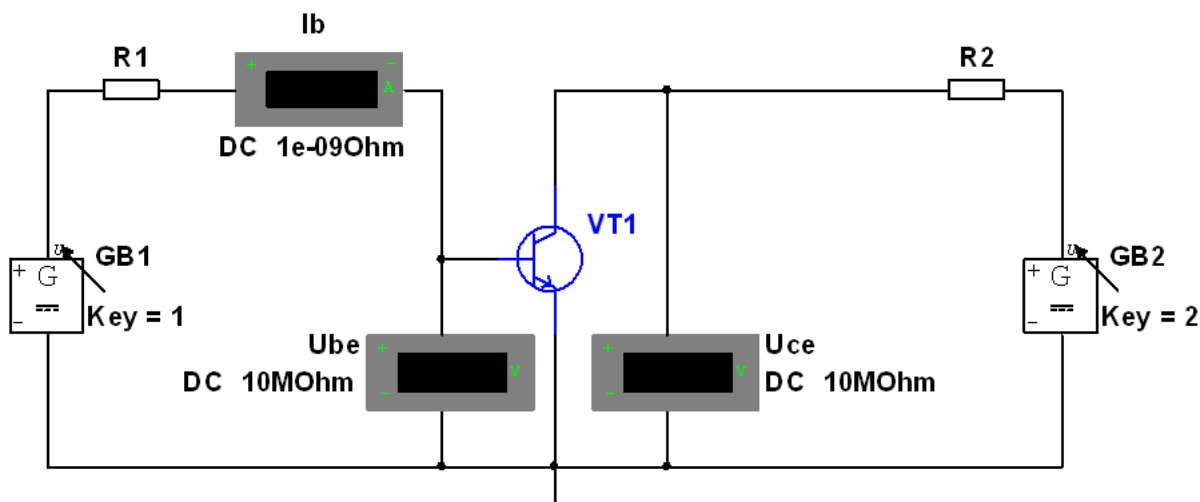 Ib
R1
+
-
A
R2
DC 1e-09Ohm
VT1
u
GB1
+
G
-
Key = 1
u
GB2
+
G
-
Key = 2
Ube
+
V
-
DC 10MOhm
Uce
+
V
-
DC 10MOhm